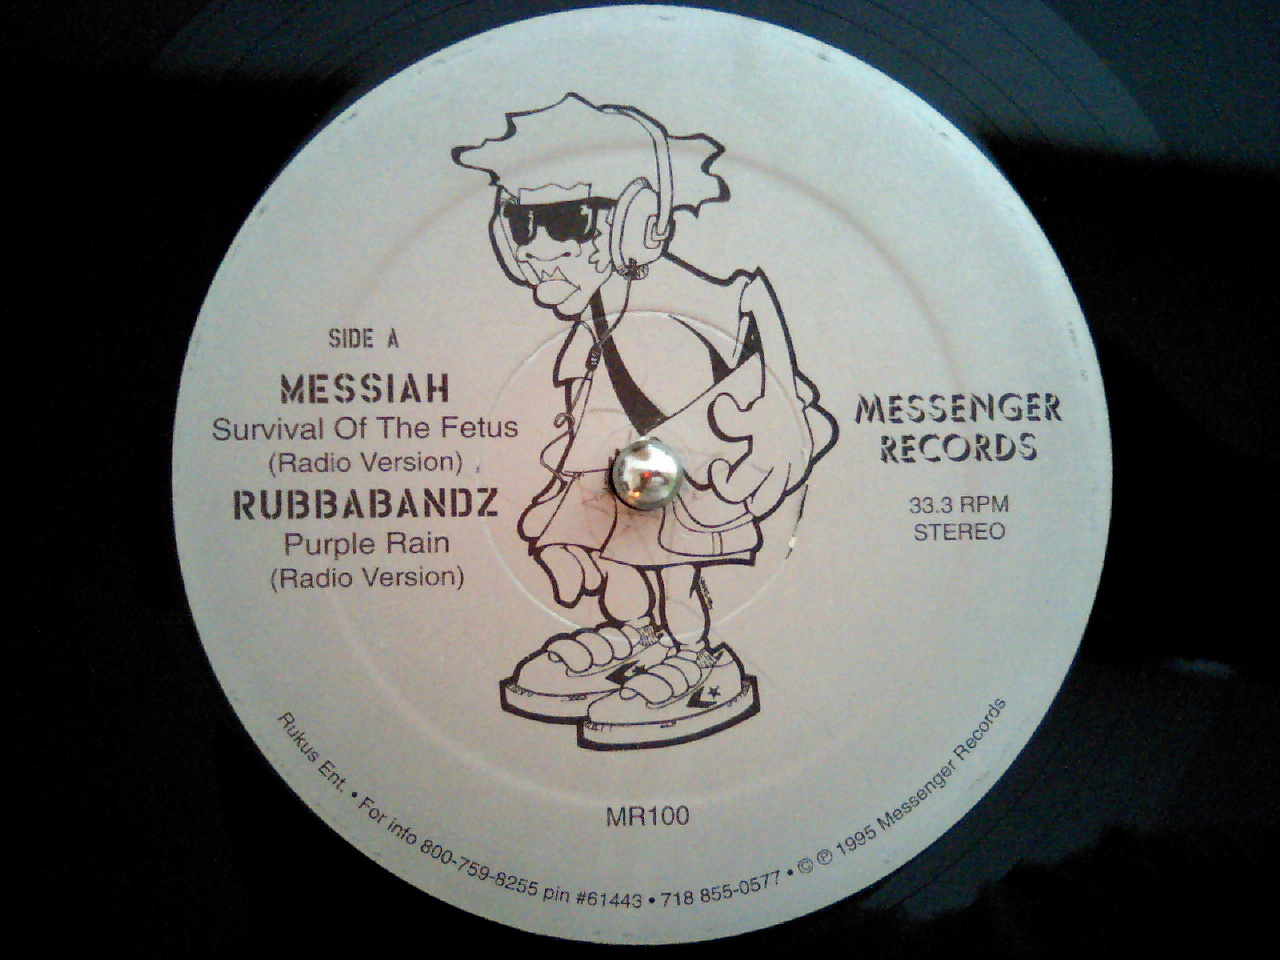 SIDE A
MESSIAH
Survival Of The Fetus
(Radio Version)
RUBBABANDZ
Purple Rain
(Radio Version)
MESSENGER
RECORDS
33.3 RPM
STEREO
MR100
Rukus Ent. • For info 800-759-8255 pin #61443 • 718 855-0577 • © ℗ 1995 Messenger Records